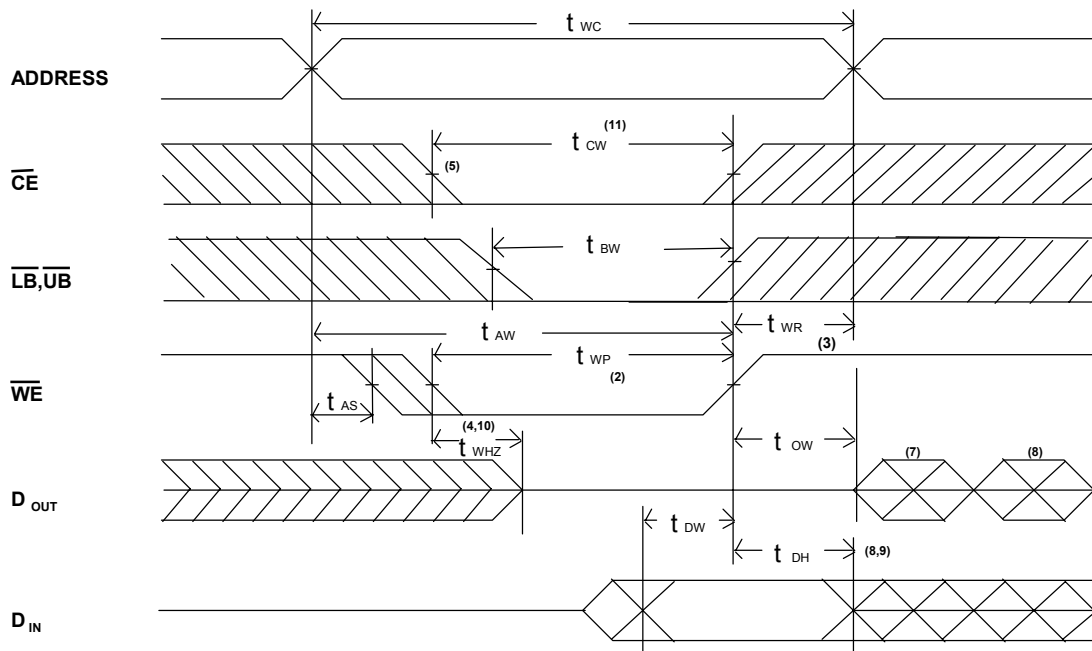 t WC
ADDRESS
t CW (11)
CE (5)
t BW
LB,UB
t AW
t WR
t WP (2)
(3)
WE
t AS
(4,10)
t WHZ
t OW
(7)
(8)
D OUT
t DW
t DH
(8,9)
D IN